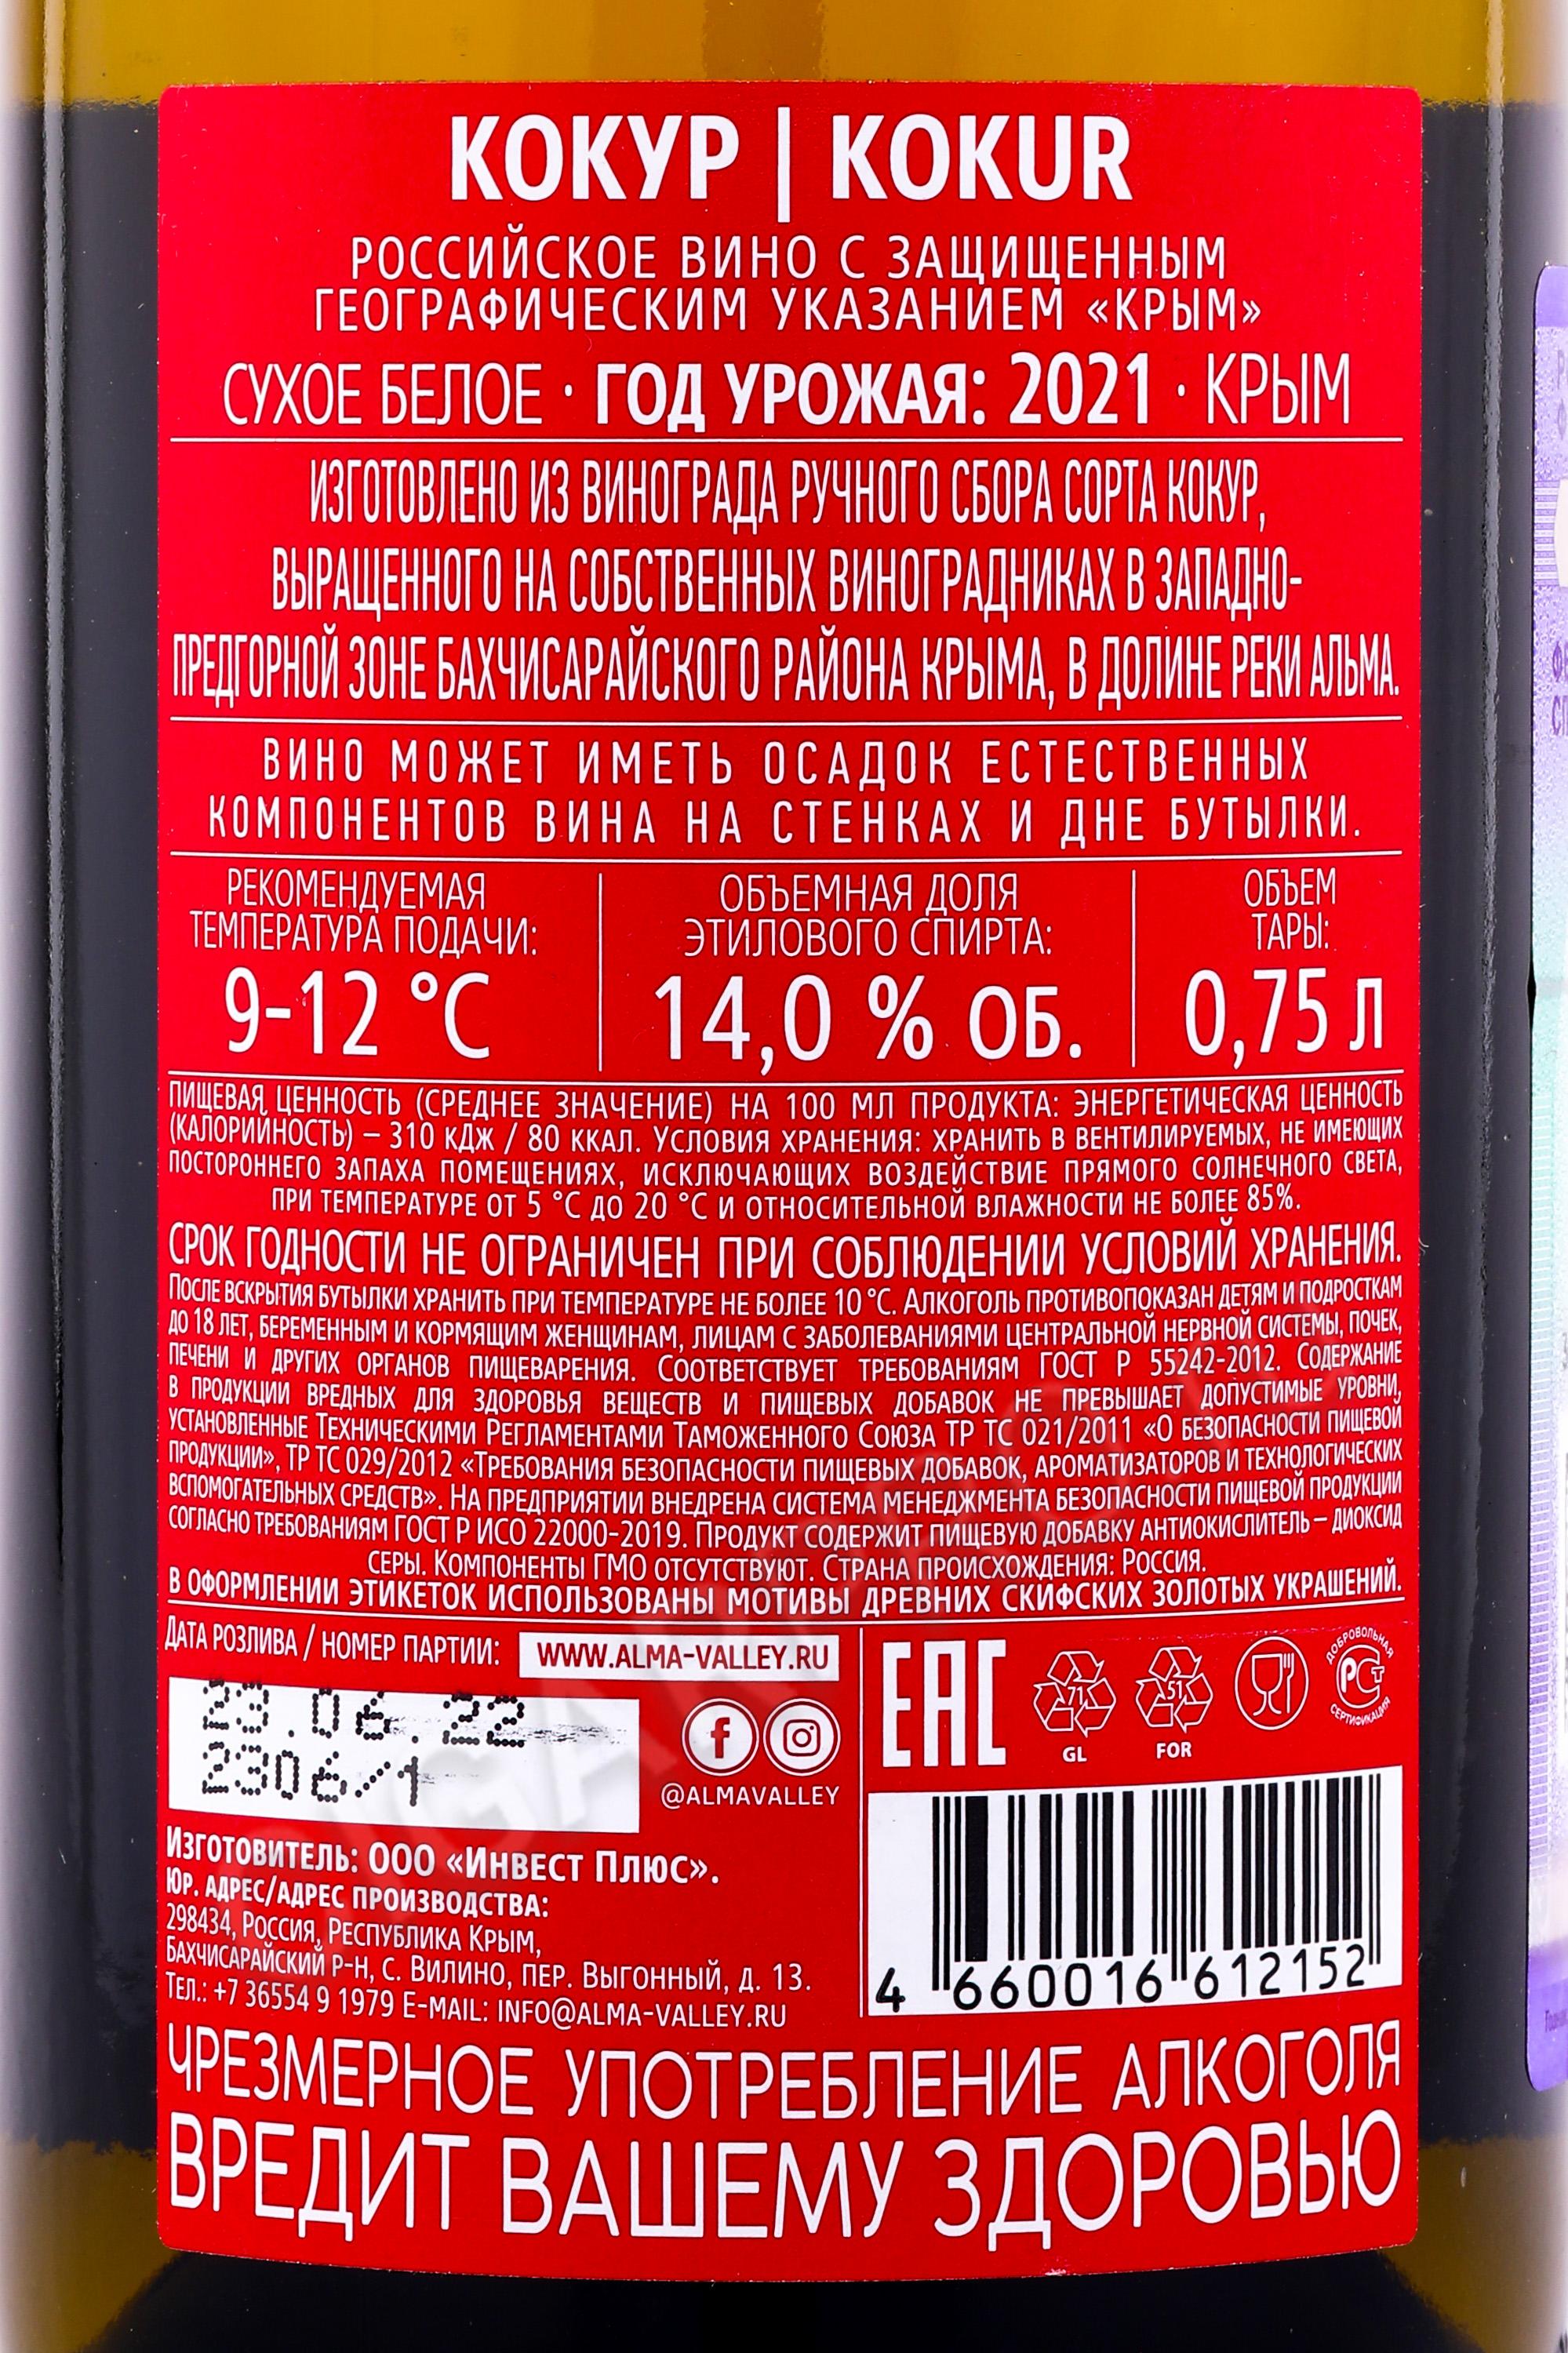 КОКУР | KOKUR
РОССИЙСКОЕ ВИНО С ЗАЩИЩЕННЫМ
ГЕОГРАФИЧЕСКИМ УКАЗАНИЕМ «КРЫМ»
СУХОЕ БЕЛОЕ · ГОД УРОЖАЯ: 2021 · КРЫМ
ИЗГОТОВЛЕНО ИЗ ВИНОГРАДА РУЧНОГО СБОРА СОРТА КОКУР,
ВЫРАЩЕННОГО НА СОБСТВЕННЫХ ВИНОГРАДНИКАХ В ЗАПАДНО-
ПРЕДГОРНОЙ ЗОНЕ БАХЧИСАРАЙСКОГО РАЙОНА КРЫМА, В ДОЛИНЕ РЕКИ АЛЬМА.
ВИНО МОЖЕТ ИМЕТЬ ОСАДОК ЕСТЕСТВЕННЫХ
КОМПОНЕНТОВ ВИНА НА СТЕНКАХ И ДНЕ БУТЫЛКИ.
РЕКОМЕНДУЕМАЯ
ТЕМПЕРАТУРА ПОДАЧИ:
9-12 °C
ОБЪЕМНАЯ ДОЛЯ
ЭТИЛОВОГО СПИРТА:
14,0 % ОБ.
ОБЪЕМ
ТАРЫ:
0,75 Л
ПИЩЕВАЯ ЦЕННОСТЬ (СРЕДНЕЕ ЗНАЧЕНИЕ) НА 100 МЛ ПРОДУКТА: ЭНЕРГЕТИЧЕСКАЯ ЦЕННОСТЬ
(КАЛОРИЙНОСТЬ) – 310 КДЖ / 80 ККАЛ. УСЛОВИЯ ХРАНЕНИЯ: ХРАНИТЬ В ВЕНТИЛИРУЕМЫХ, НЕ ИМЕЮЩИХ
ПОСТОРОННЕГО ЗАПАХА ПОМЕЩЕНИЯХ, ИСКЛЮЧАЮЩИХ ВОЗДЕЙСТВИЕ ПРЯМОГО СОЛНЕЧНОГО СВЕТА,
ПРИ ТЕМПЕРАТУРЕ ОТ 5 °C ДО 20 °C И ОТНОСИТЕЛЬНОЙ ВЛАЖНОСТИ НЕ БОЛЕЕ 85%.
СРОК ГОДНОСТИ НЕ ОГРАНИЧЕН ПРИ СОБЛЮДЕНИИ УСЛОВИЙ ХРАНЕНИЯ.
ПОСЛЕ ВСКРЫТИЯ БУТЫЛКИ ХРАНИТЬ ПРИ ТЕМПЕРАТУРЕ НЕ БОЛЕЕ 10 °C. АЛКОГОЛЬ ПРОТИВОПОКАЗАН ДЕТЯМ И ПОДРОСТКАМ
ДО 18 ЛЕТ, БЕРЕМЕННЫМ И КОРМЯЩИМ ЖЕНЩИНАМ, ЛИЦАМ С ЗАБОЛЕВАНИЯМИ ЦЕНТРАЛЬНОЙ НЕРВНОЙ СИСТЕМЫ, ПОЧЕК,
ПЕЧЕНИ И ДРУГИХ ОРГАНОВ ПИЩЕВАРЕНИЯ. СООТВЕТСТВУЕТ ТРЕБОВАНИЯМ ГОСТ Р 55242-2012. СОДЕРЖАНИЕ
В ПРОДУКЦИИ ВРЕДНЫХ ДЛЯ ЗДОРОВЬЯ ВЕЩЕСТВ И ПИЩЕВЫХ ДОБАВОК НЕ ПРЕВЫШАЕТ ДОПУСТИМЫЕ УРОВНИ,
УСТАНОВЛЕННЫЕ ТЕХНИЧЕСКИМИ РЕГЛАМЕНТАМИ ТАМОЖЕННОГО СОЮЗА ТР ТС 021/2011 «О БЕЗОПАСНОСТИ ПИЩЕВОЙ
ПРОДУКЦИИ», ТР ТС 029/2012 «ТРЕБОВАНИЯ БЕЗОПАСНОСТИ ПИЩЕВЫХ ДОБАВОК, АРОМАТИЗАТОРОВ И ТЕХНОЛОГИЧЕСКИХ
ВСПОМОГАТЕЛЬНЫХ СРЕДСТВ». НА ПРЕДПРИЯТИИ ВНЕДРЕНА СИСТЕМА МЕНЕДЖМЕНТА БЕЗОПАСНОСТИ ПИЩЕВОЙ ПРОДУКЦИИ
СОГЛАСНО ТРЕБОВАНИЯМ ГОСТ Р ИСО 22000-2019. ПРОДУКТ СОДЕРЖИТ ПИЩЕВУЮ ДОБАВКУ АНТИОКИСЛИТЕЛЬ – ДИОКСИД
СЕРЫ. КОМПОНЕНТЫ ГМО ОТСУТСТВУЮТ. СТРАНА ПРОИСХОЖДЕНИЯ: РОССИЯ.
В ОФОРМЛЕНИИ ЭТИКЕТОК ИСПОЛЬЗОВАНЫ МОТИВЫ ДРЕВНИХ СКИФСКИХ ЗОЛОТЫХ УКРАШЕНИЙ.
ДАТА РОЗЛИВА / НОМЕР ПАРТИИ:
WWW.ALMA-VALLEY.RU
23.06.22
2306/1
@ALMAVALLEY
EAC
71
GL
51
FOR
ДОБРОВОЛЬНАЯ
РСТ
СЕРТИФИКАЦИЯ
ИЗГОТОВИТЕЛЬ: ООО «ИНВЕСТ ПЛЮС».
ЮР. АДРЕС/АДРЕС ПРОИЗВОДСТВА:
298434, РОССИЯ, РЕСПУБЛИКА КРЫМ,
БАХЧИСАРАЙСКИЙ Р-Н, С. ВИЛИНО, ПЕР. ВЫГОННЫЙ, Д. 13.
ТЕЛ.: +7 36554 9 1979 E-MAIL: INFO@ALMA-VALLEY.RU
4 660016 612152
ЧРЕЗМЕРНОЕ УПОТРЕБЛЕНИЕ АЛКОГОЛЯ
ВРЕДИТ ВАШЕМУ ЗДОРОВЬЮ